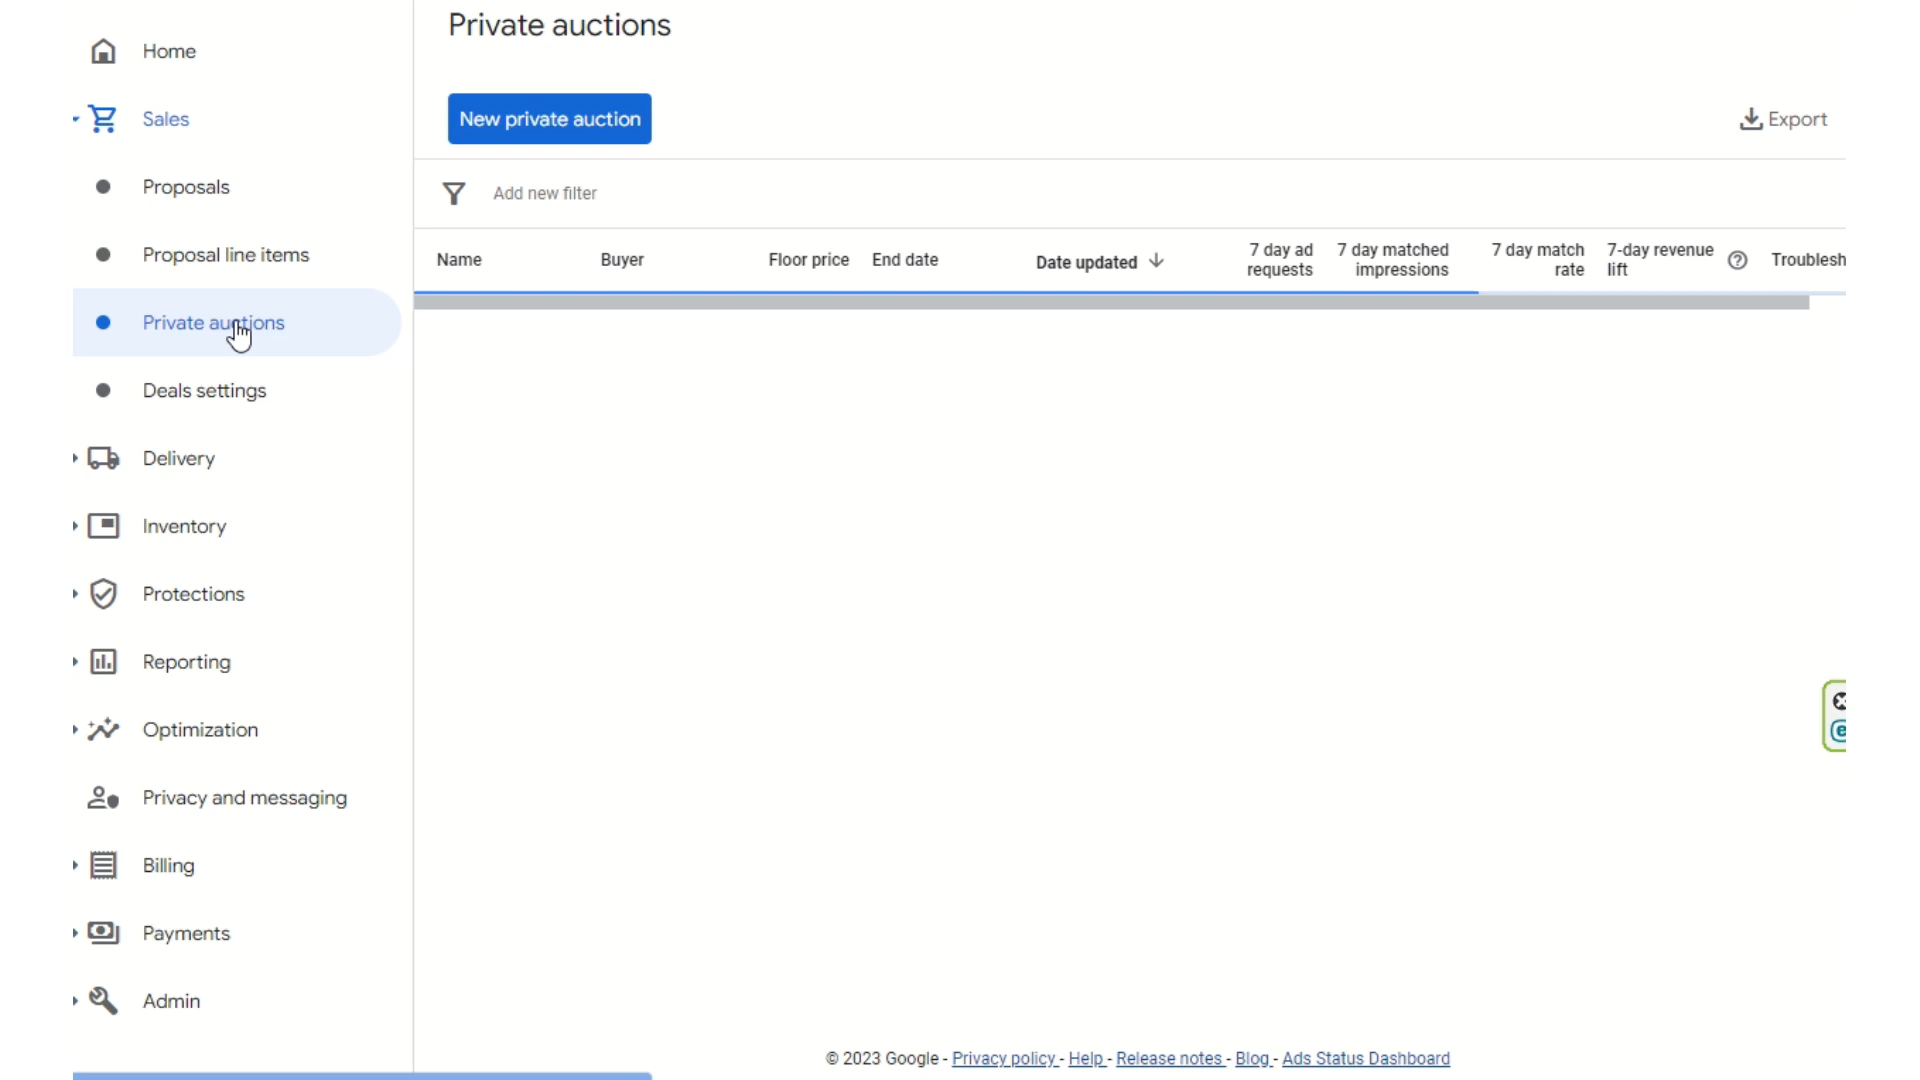 Private auctions
Home
Sales
New private auction
Export
Proposals
Add new filter
Proposal line items
Name
Buyer
Floor price
End date
Date updated
7 day ad
requests
7 day matched
impressions
7 day match
rate
7-day revenue
lift
Troublesh
Private auctions
Deals settings
Delivery
Inventory
Protections
Reporting
Optimization
Privacy and messaging
Billing
Payments
Admin
© 2023 Google - Privacy policy - Help - Release notes - Blog - Ads Status Dashboard